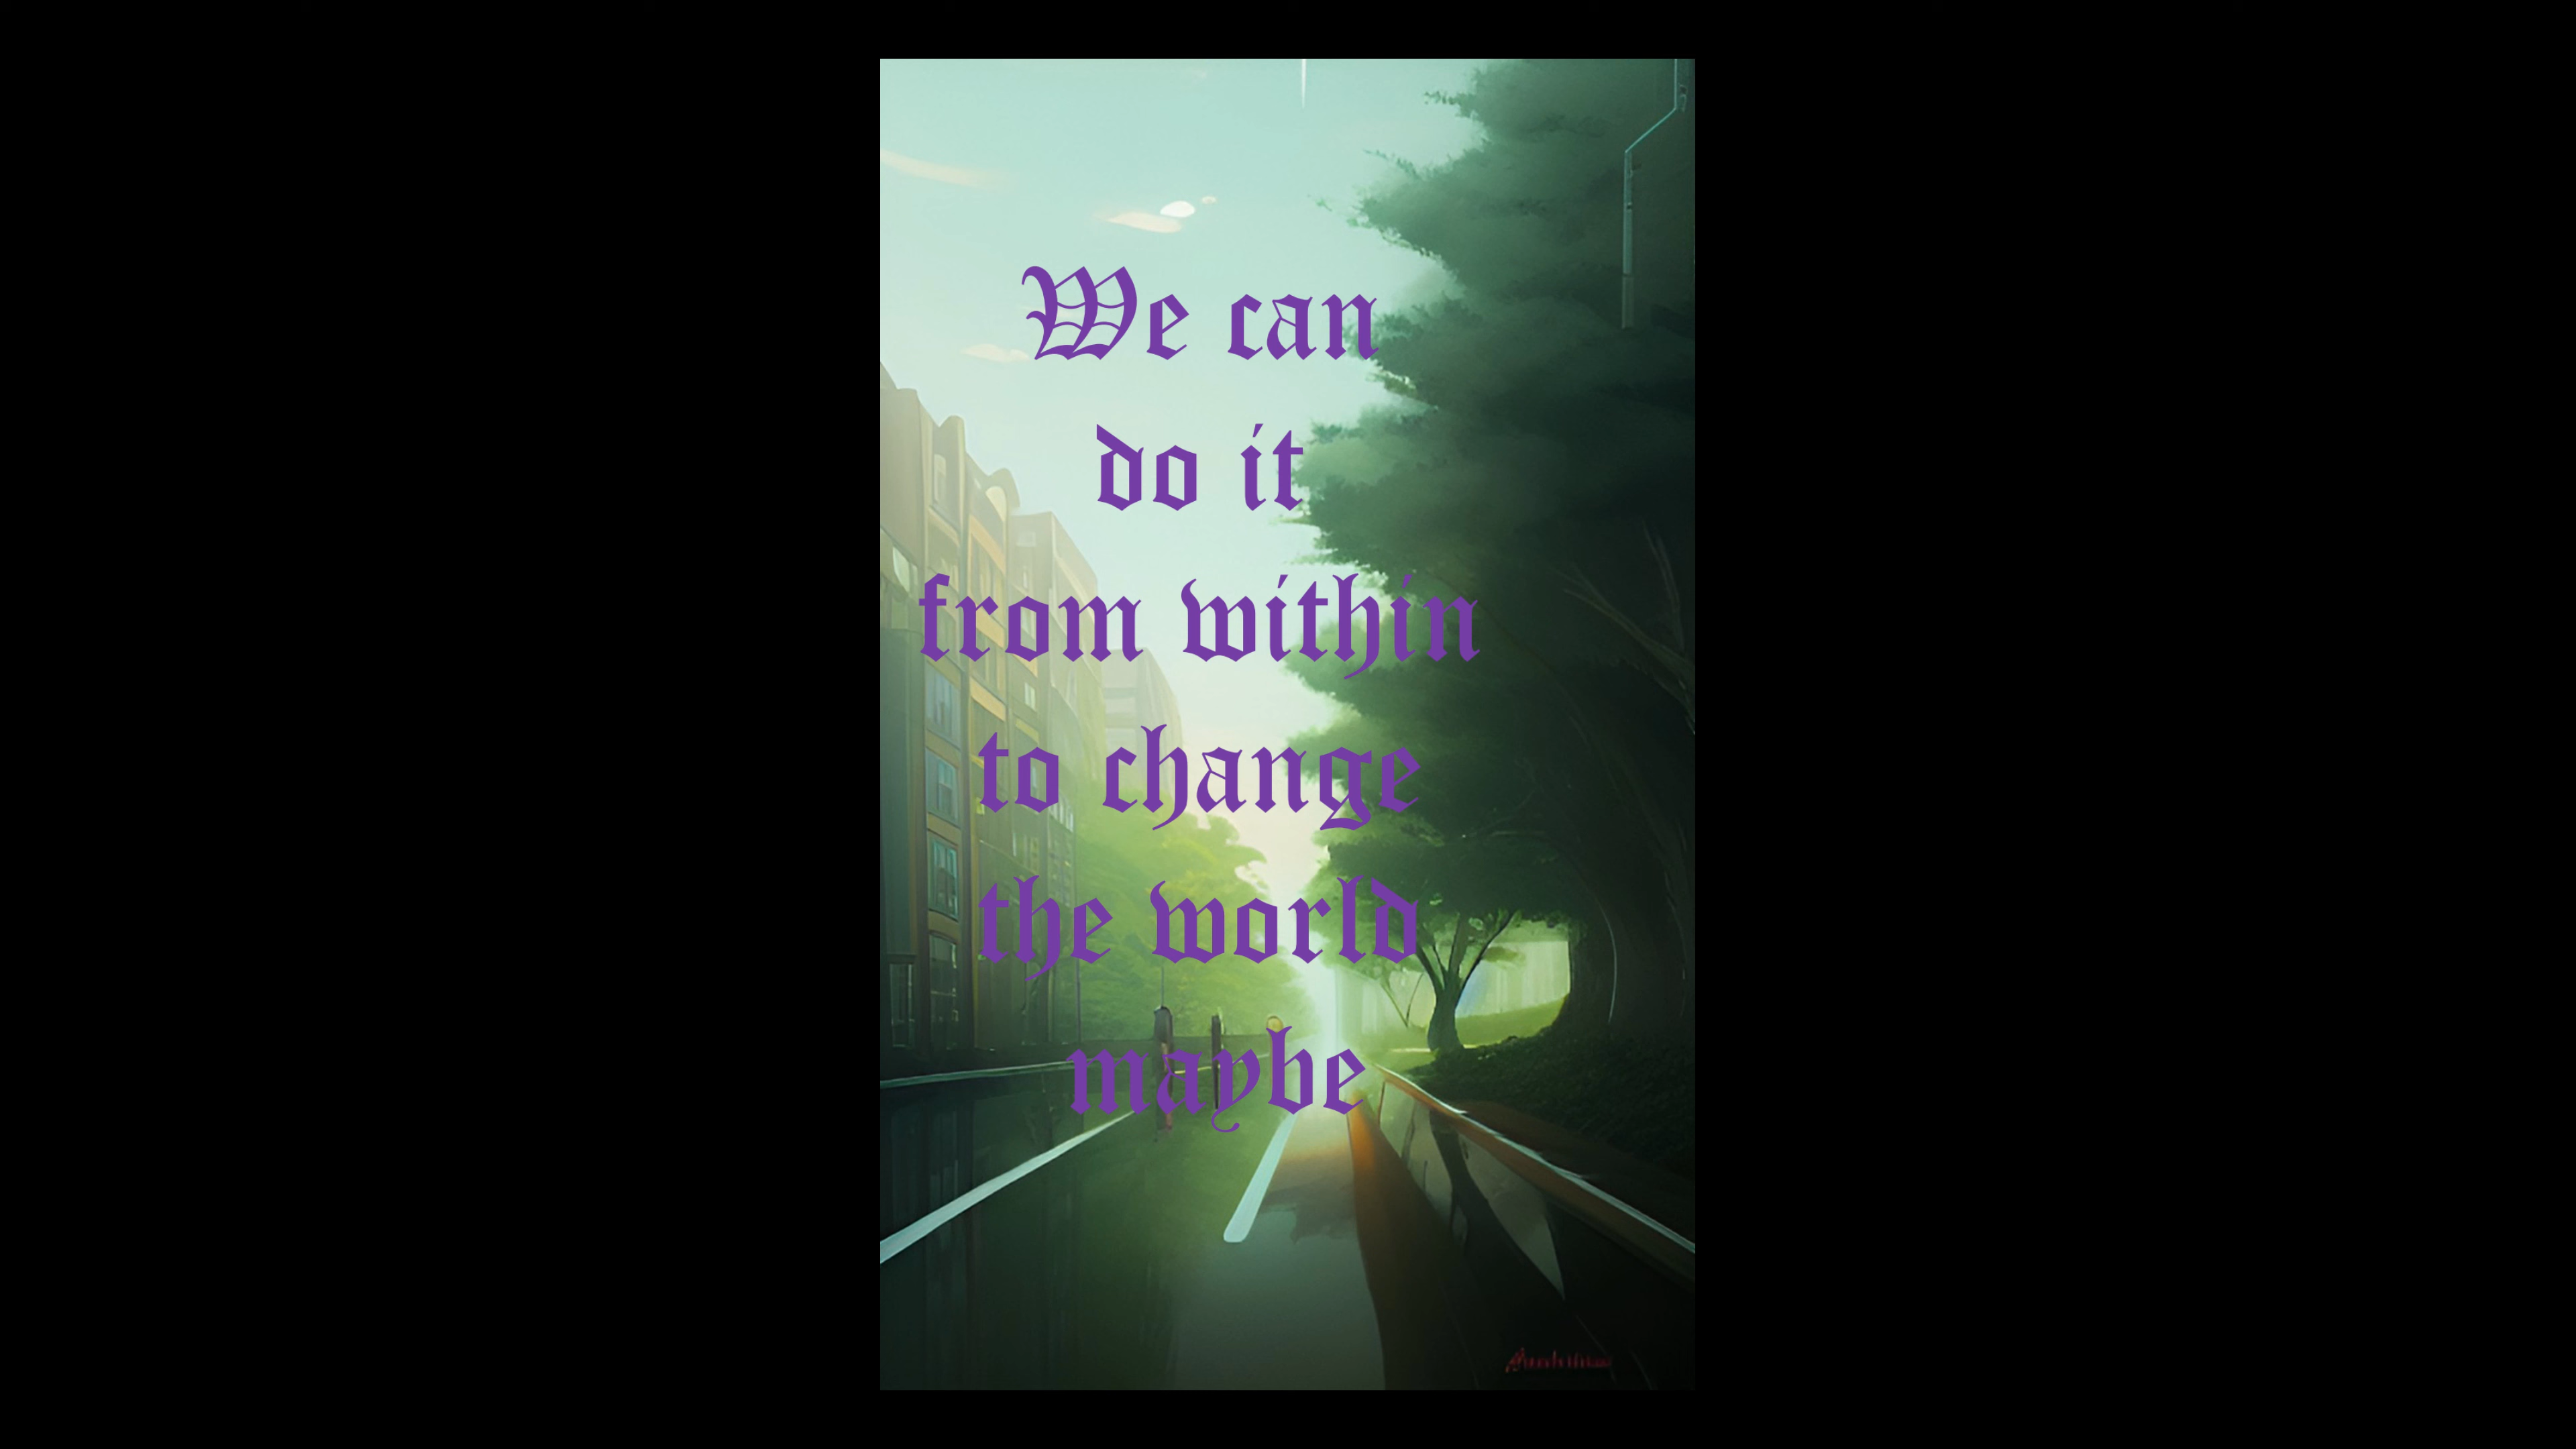 We can
do it
from within
to change
the world
maybe